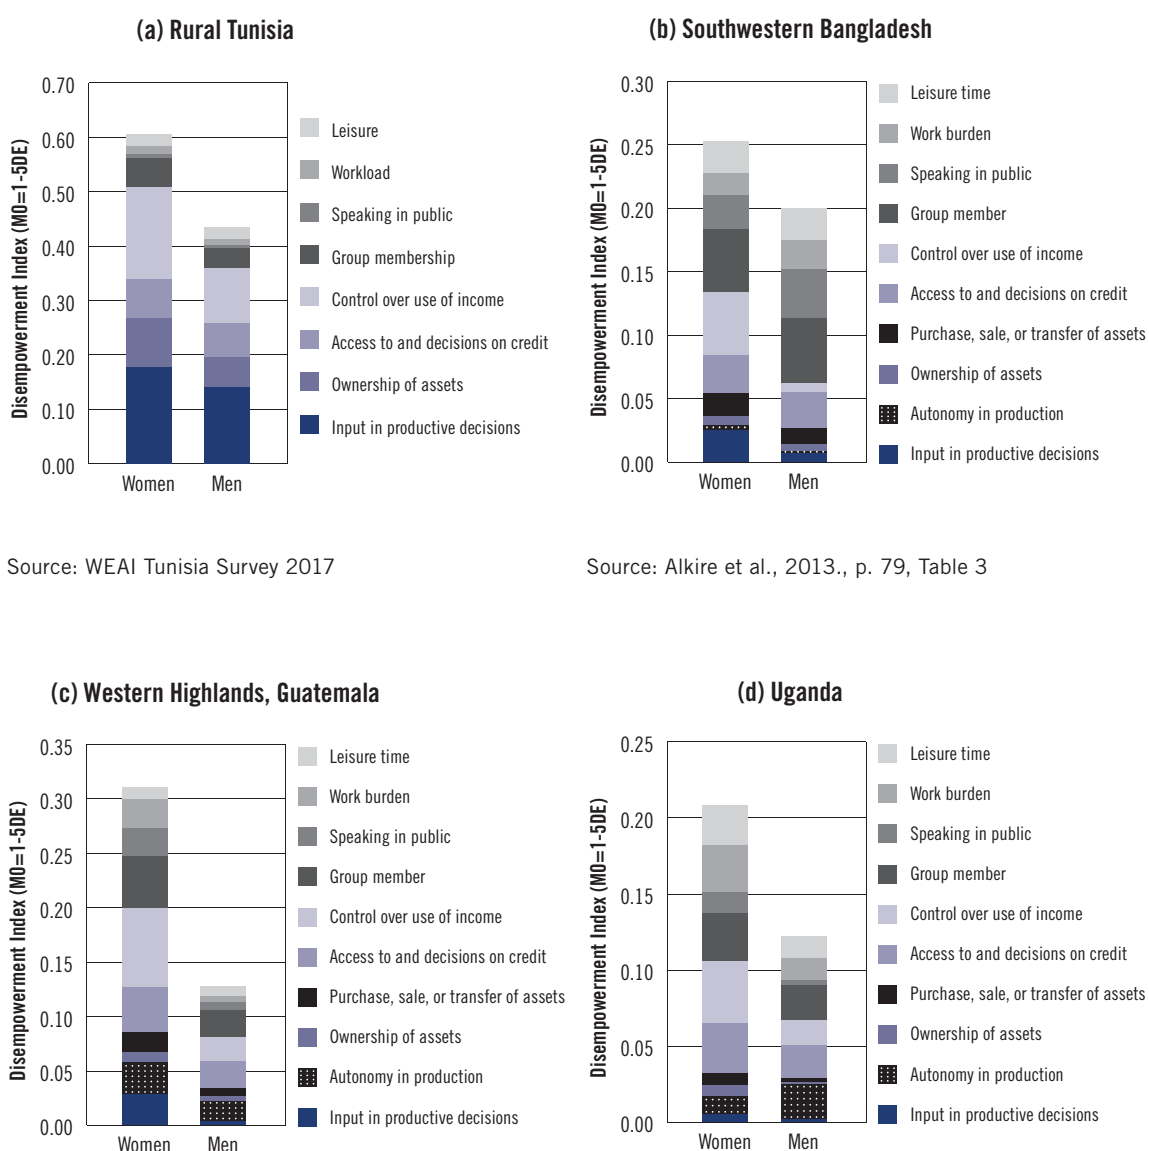 (a) Rural Tunisia
Disempowerment Index (M0=1-5DE)
0.70
0.60
0.50
0.40
0.30
0.20
0.10
0.00
Women
Men
Leisure
Workload
Speaking in public
Group membership
Control over use of income
Access to and decisions on credit
Ownership of assets
Input in productive decisions
Source: WEAI Tunisia Survey 2017
(b) Southwestern Bangladesh
Disempowerment Index (M0=1-5DE)
0.30
0.25
0.20
0.15
0.10
0.05
0.00
Women
Men
Leisure time
Work burden
Speaking in public
Group member
Control over use of income
Access to and decisions on credit
Purchase, sale, or transfer of assets
Ownership of assets
Autonomy in production
Input in productive decisions
Source: Alkire et al., 2013., p. 79, Table 3
(c) Western Highlands, Guatemala
Disempowerment Index (M0=1-5DE)
0.35
0.30
0.25
0.20
0.15
0.10
0.05
0.00
Women
Men
Leisure time
Work burden
Speaking in public
Group member
Control over use of income
Access to and decisions on credit
Purchase, sale, or transfer of assets
Ownership of assets
Autonomy in production
Input in productive decisions
(d) Uganda
Disempowerment Index (M0=1-5DE)
0.25
0.20
0.15
0.10
0.05
0.00
Women
Men
Leisure time
Work burden
Speaking in public
Group member
Control over use of income
Access to and decisions on credit
Purchase, sale, or transfer of assets
Ownership of assets
Autonomy in production
Input in productive decisions